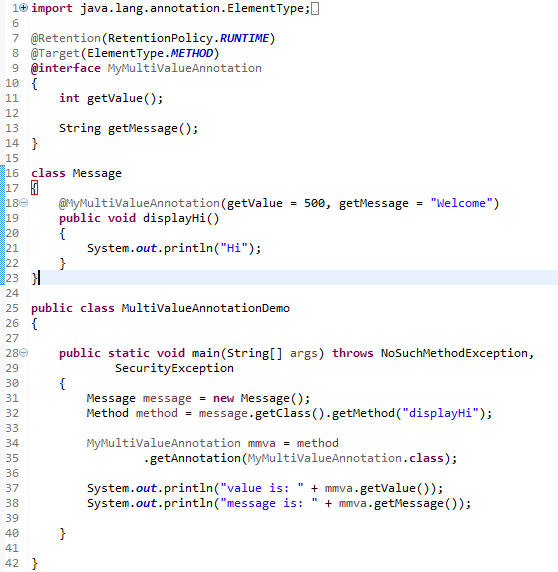 1 import java.lang.annotation.ElementType;
6
7 @Retention(RetentionPolicy.RUNTIME)
8 @Target(ElementType.METHOD)
9 @interface MyMultiValueAnnotation
10 {
11     int getValue();
12
13     String getMessage();
14 }
15
16 class Message
17 {
18     @MyMultiValueAnnotation(getValue = 500, getMessage = "Welcome")
19     public void displayHi()
20     {
21         System.out.println("Hi");
22     }
23 }
24
25 public class MultiValueAnnotationDemo
26 {
27
28     public static void main(String[] args) throws NoSuchMethodException,
29             SecurityException
30     {
31         Message message = new Message();
32         Method method = message.getClass().getMethod("displayHi");
33
34         MyMultiValueAnnotation mmva = method
35                 .getAnnotation(MyMultiValueAnnotation.class);
36
37         System.out.println("value is: " + mmva.getValue());
38         System.out.println("message is: " + mmva.getMessage());
39
40     }
41
42 }